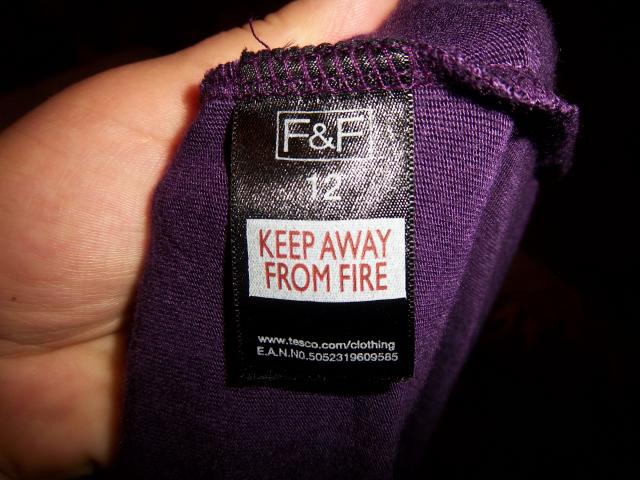 F&F
12
KEEP AWAY
FROM FIRE
www.tesco.com/clothing
E.A.N.No.5052319609585